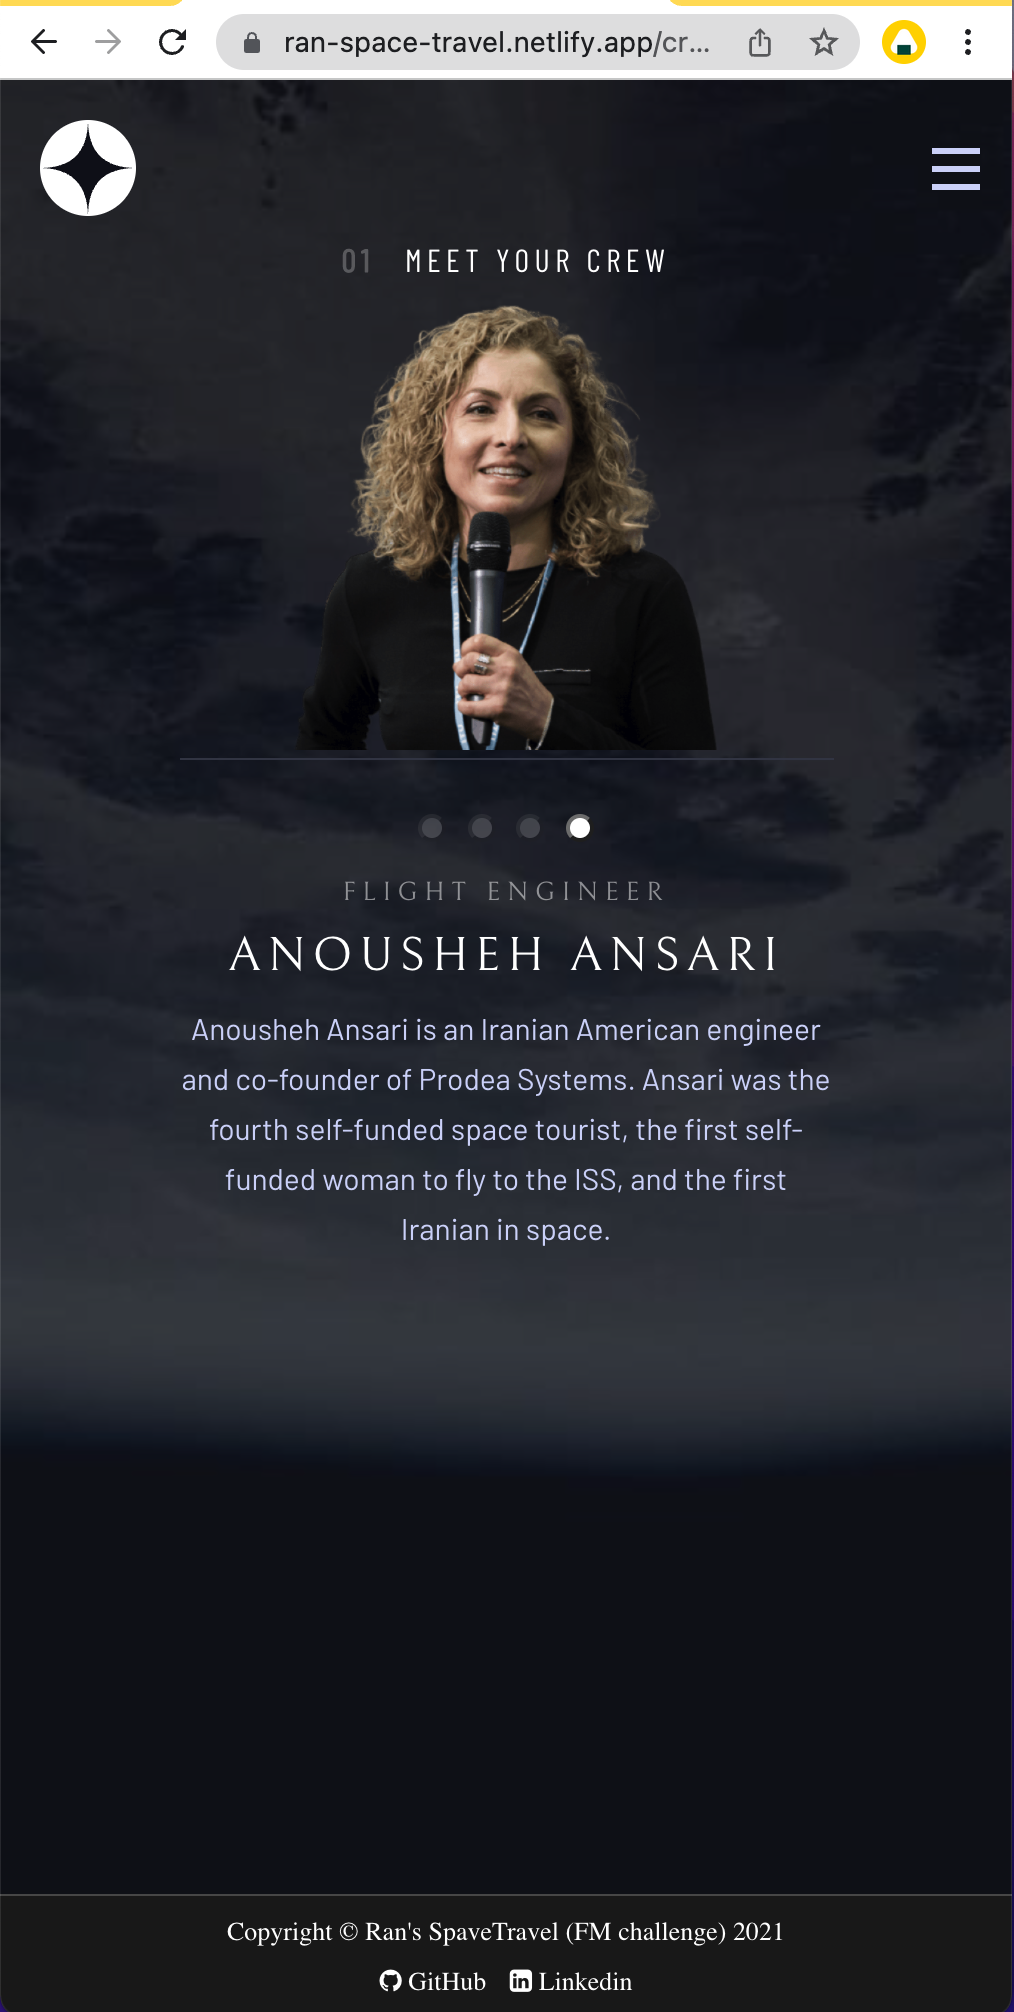 ran-space-travel.netlify.app/cr...
01 MEET YOUR CREW
FLIGHT ENGINEER
ANOUSHEH ANSARI
Anousheh Ansari is an Iranian American engineer
and co-founder of Prodea Systems. Ansari was the
fourth self-funded space tourist, the first self-
funded woman to fly to the ISS, and the first
Iranian in space.
Copyright © Ran's SpaveTravel (FM challenge) 2021
GitHub Linkedin